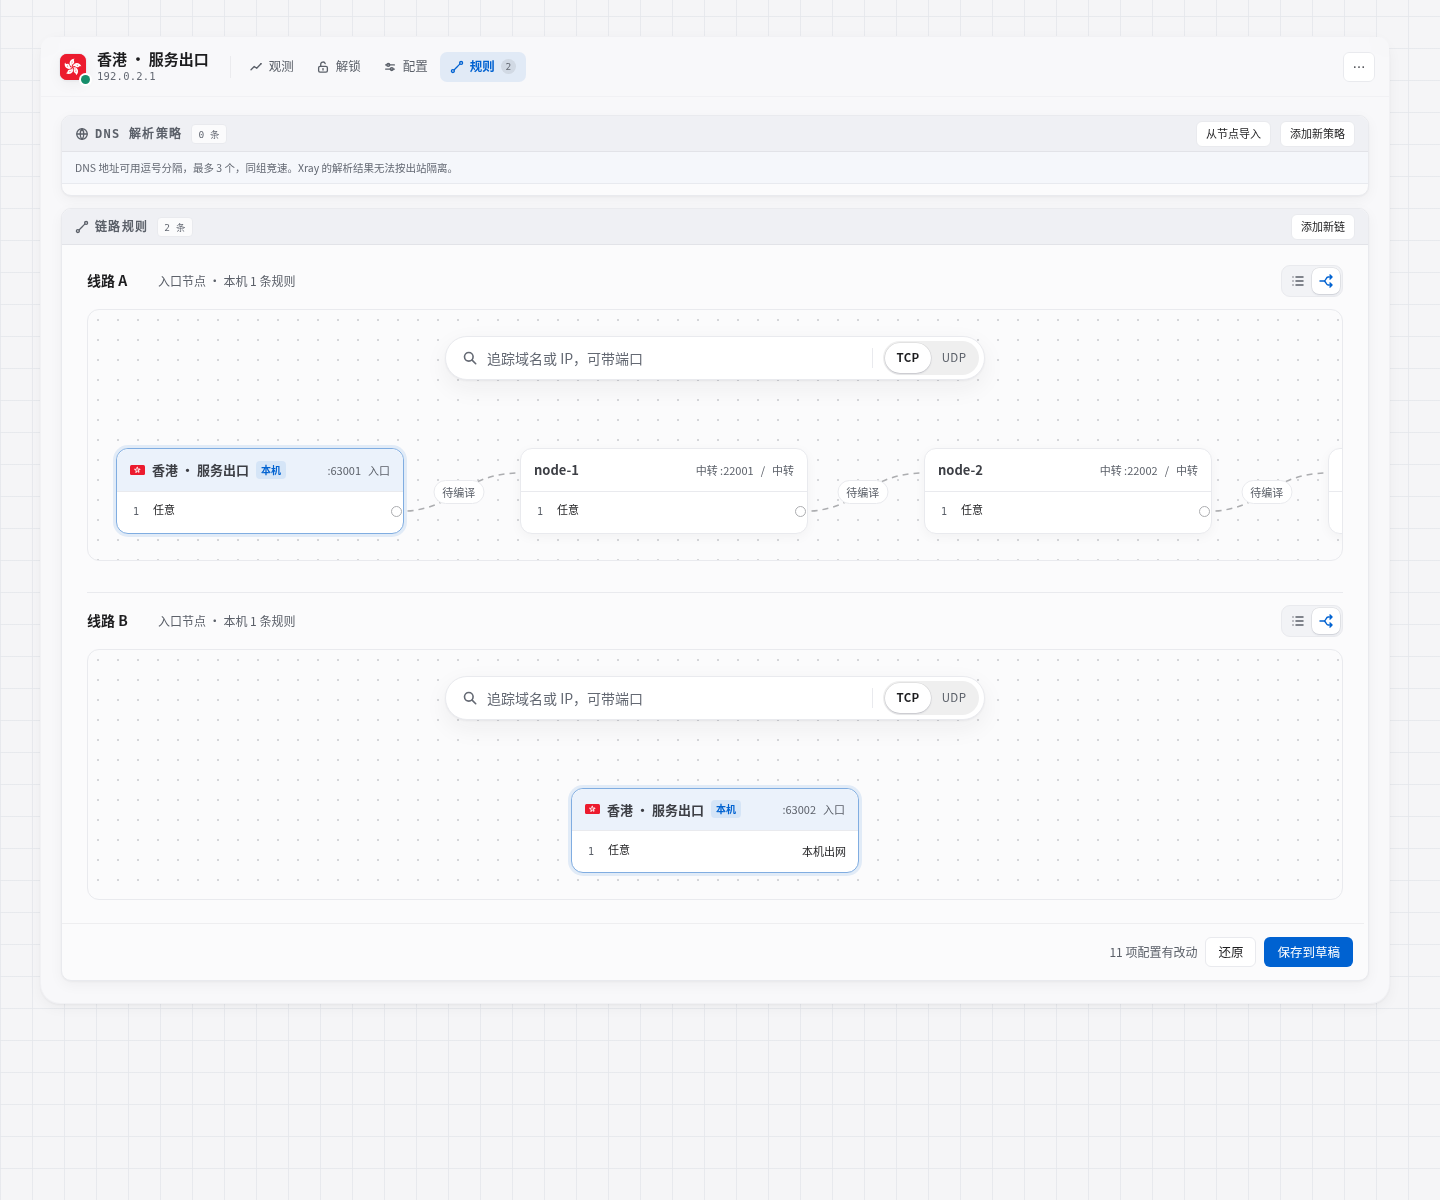 香港 · 服务出口
192.0.2.1
观测
解锁
配置
规则 2
...
DNS 解析策略 0 条
从节点导入
添加新策略
DNS 地址可用逗号分隔，最多 3 个，同组竞速。Xray 的解析结果无法按出站隔离。
链路规则 2 条
添加新链
线路 A 入口节点 · 本机 1 条规则
追踪域名或 IP，可带端口
TCP UDP
香港 · 服务出口 本机 :63001 入口
1 任意
待编译
node-1 中转 :22001 / 中转
1 任意
待编译
node-2 中转 :22002 / 中转
1 任意
待编译
线路 B 入口节点 · 本机 1 条规则
追踪域名或 IP，可带端口
TCP UDP
香港 · 服务出口 本机 :63002 入口
1 任意 本机出网
11 项配置有改动 还原 保存到草稿